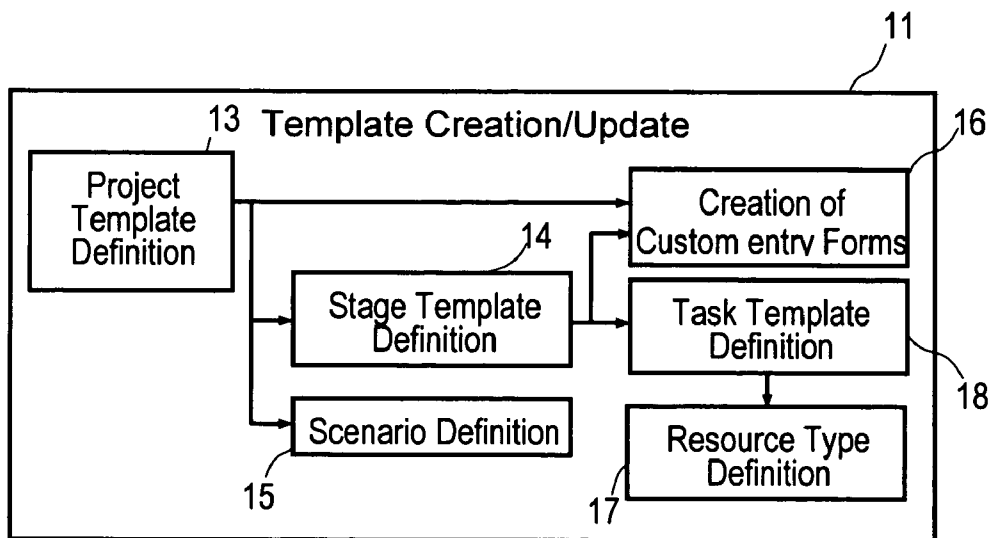 11
Template Creation/Update
13
Project
Template
Definition
16
Creation of
Custom entry Forms
14
Stage Template
Definition
Task Template
Definition
18
Scenario Definition
15
Resource Type
Definition
17